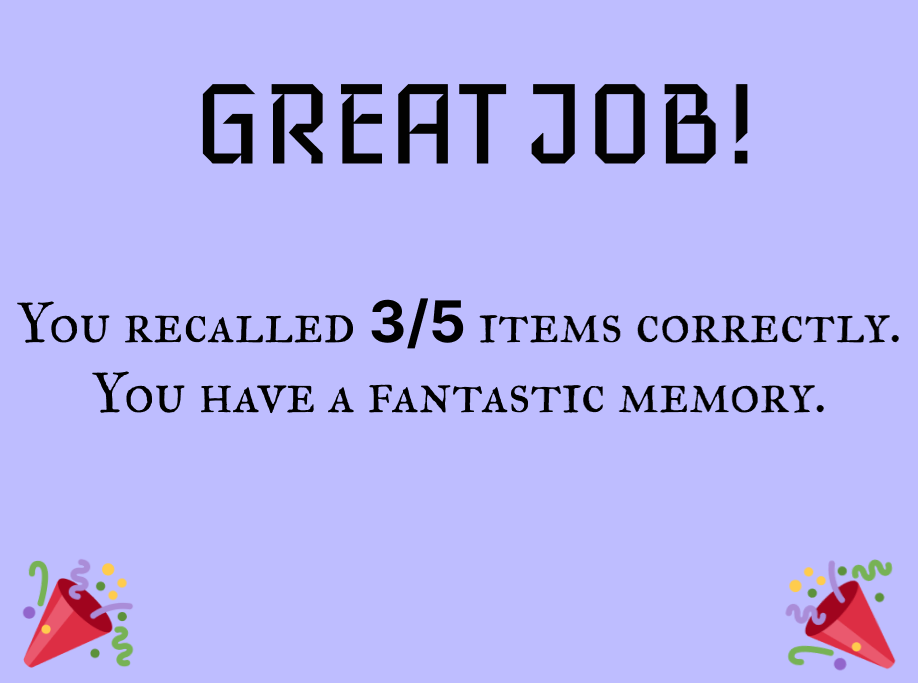 GREAT JOB!
You recalled 3/5 items correctly.
You have a fantastic memory.